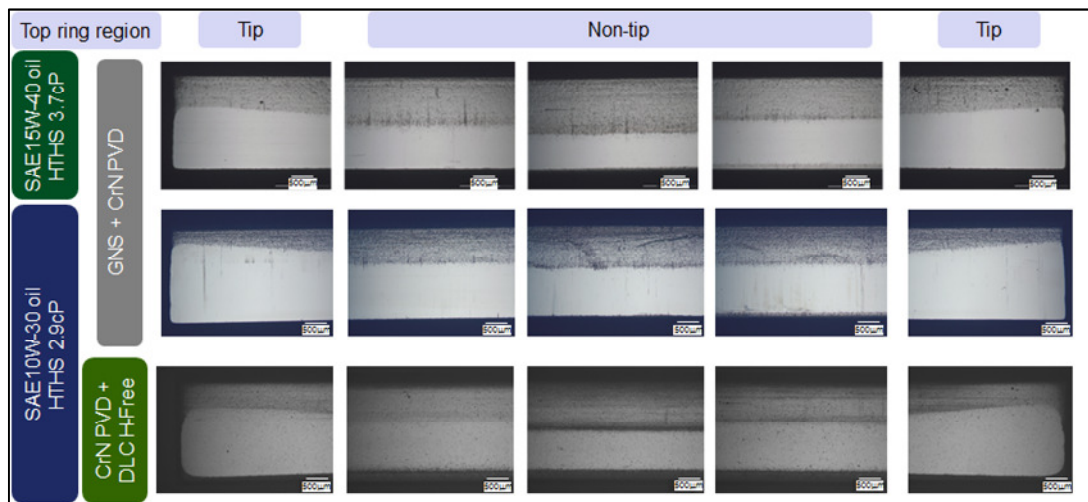 Top ring region
Tip
Non-tip
Tip
SAE15W-40 oil
HTHS 3.7cP
GNS + CrN PVD
500µm
500µm
500µm
500µm
500µm
SAE10W-30 oil
HTHS 2.9cP
500µm
500µm
500µm
500µm
500µm
CrN PVD +
DLC H-Free
500µm
500µm
500µm
500µm
500µm